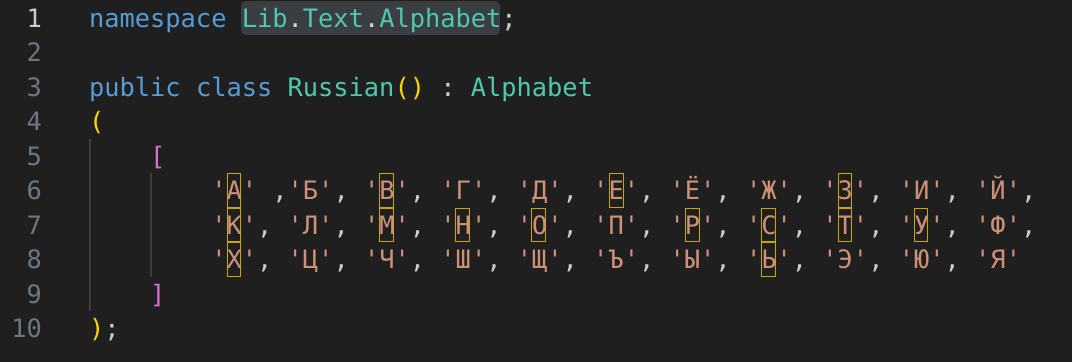 1 namespace Lib.Text.Alphabet;
2
3 public class Russian() : Alphabet
4 (
5 [
6 'А' ,'Б', 'В', 'Г', 'Д', 'Е', 'Ё', 'Ж', 'З', 'И', 'Й',
7 'К', 'Л', 'М', 'Н', 'О', 'П', 'Р', 'С', 'Т', 'У', 'Ф',
8 'Х', 'Ц', 'Ч', 'Ш', 'Щ', 'Ъ', 'Ы', 'Ь', 'Э', 'Ю', 'Я'
9 ]
10 );